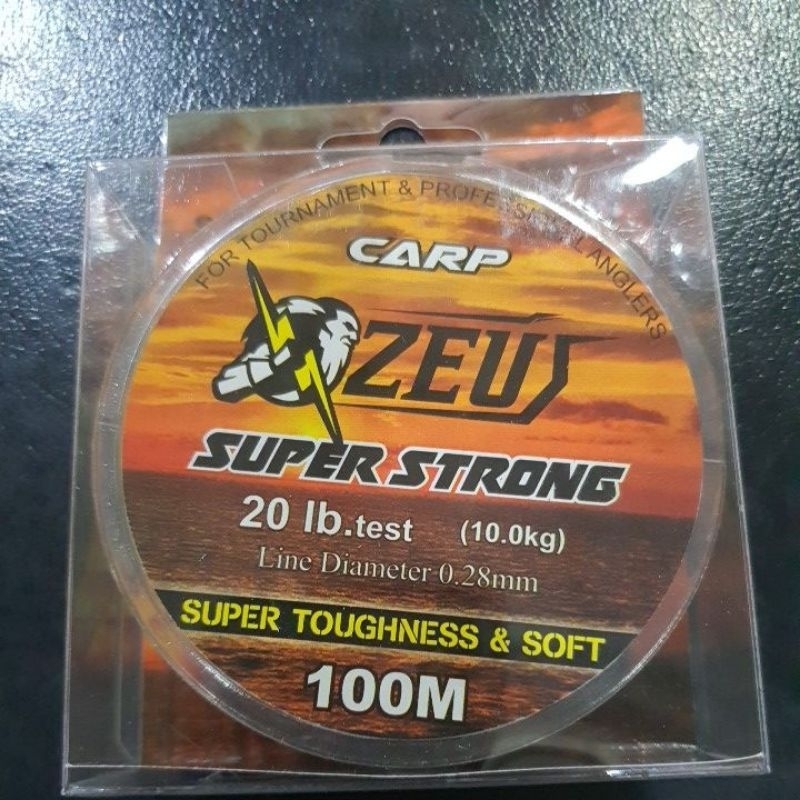 FOR TOURNAMENT & PROFESSIONAL ANGLERS
CARP
ZEUS
SUPER STRONG
20 lb.test (10.0kg)
Line Diameter 0.28mm
SUPER TOUGHNESS & SOFT
100M